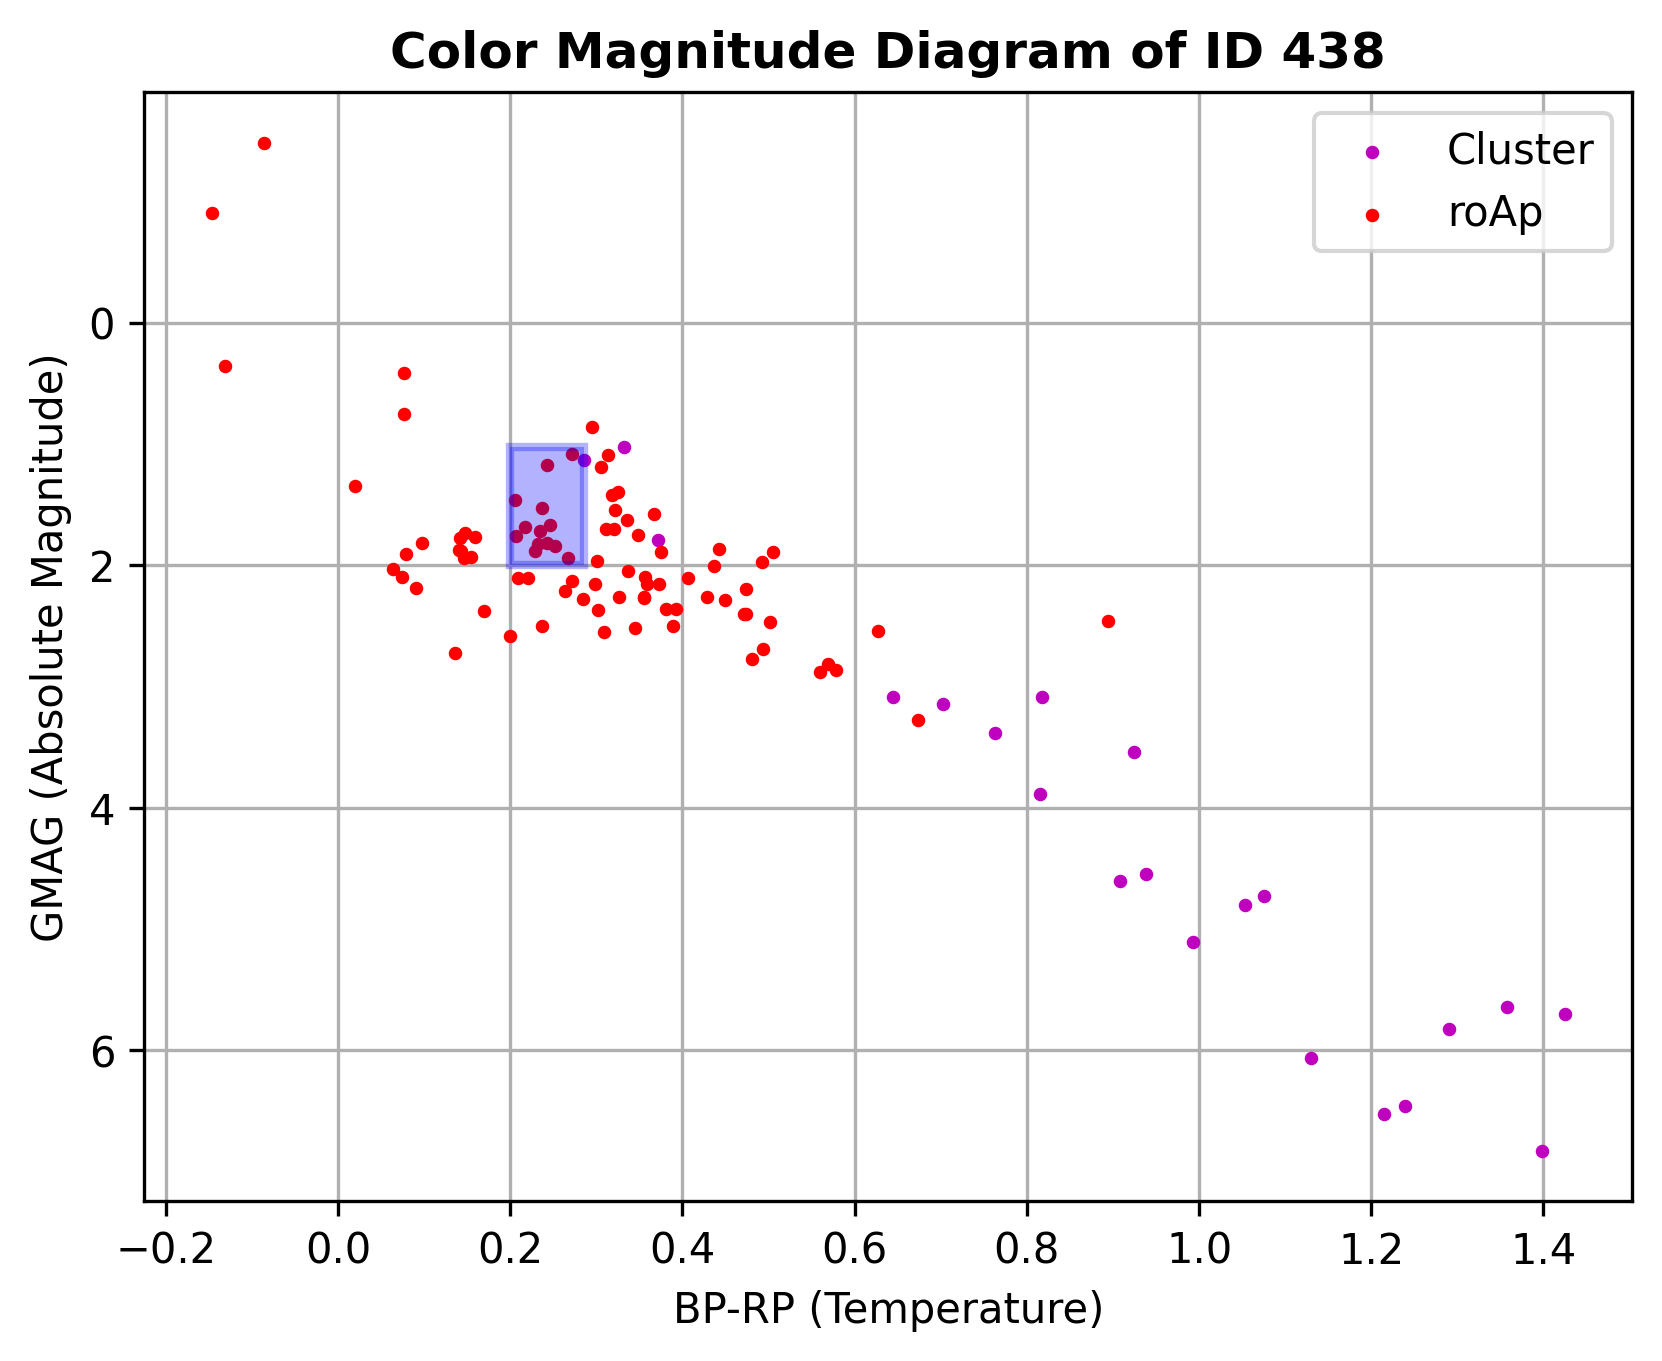 Color Magnitude Diagram of ID 438
Cluster
roAp
GMAG (Absolute Magnitude)
0
2
4
6
−0.2 0.0 0.2 0.4 0.6 0.8 1.0 1.2 1.4
BP-RP (Temperature)